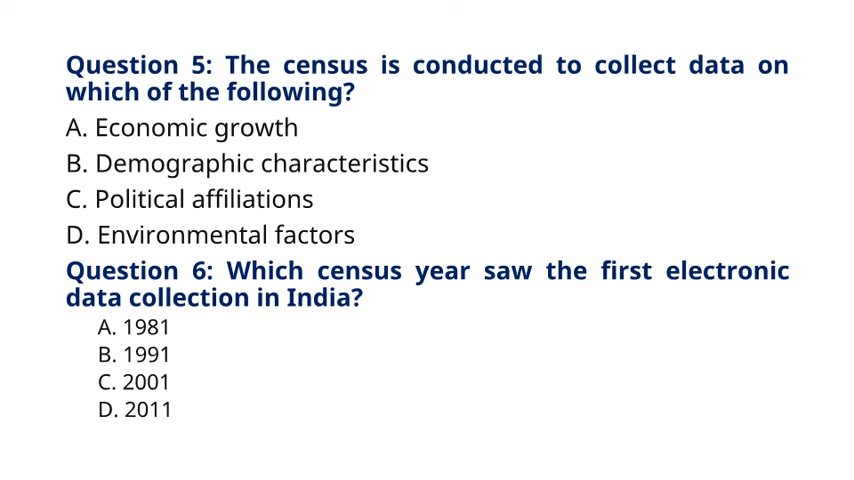 Question 5: The census is conducted to collect data on
which of the following?
A. Economic growth
B. Demographic characteristics
C. Political affiliations
D. Environmental factors
Question 6: Which census year saw the first electronic
data collection in India?
A. 1981
B. 1991
C. 2001
D. 2011